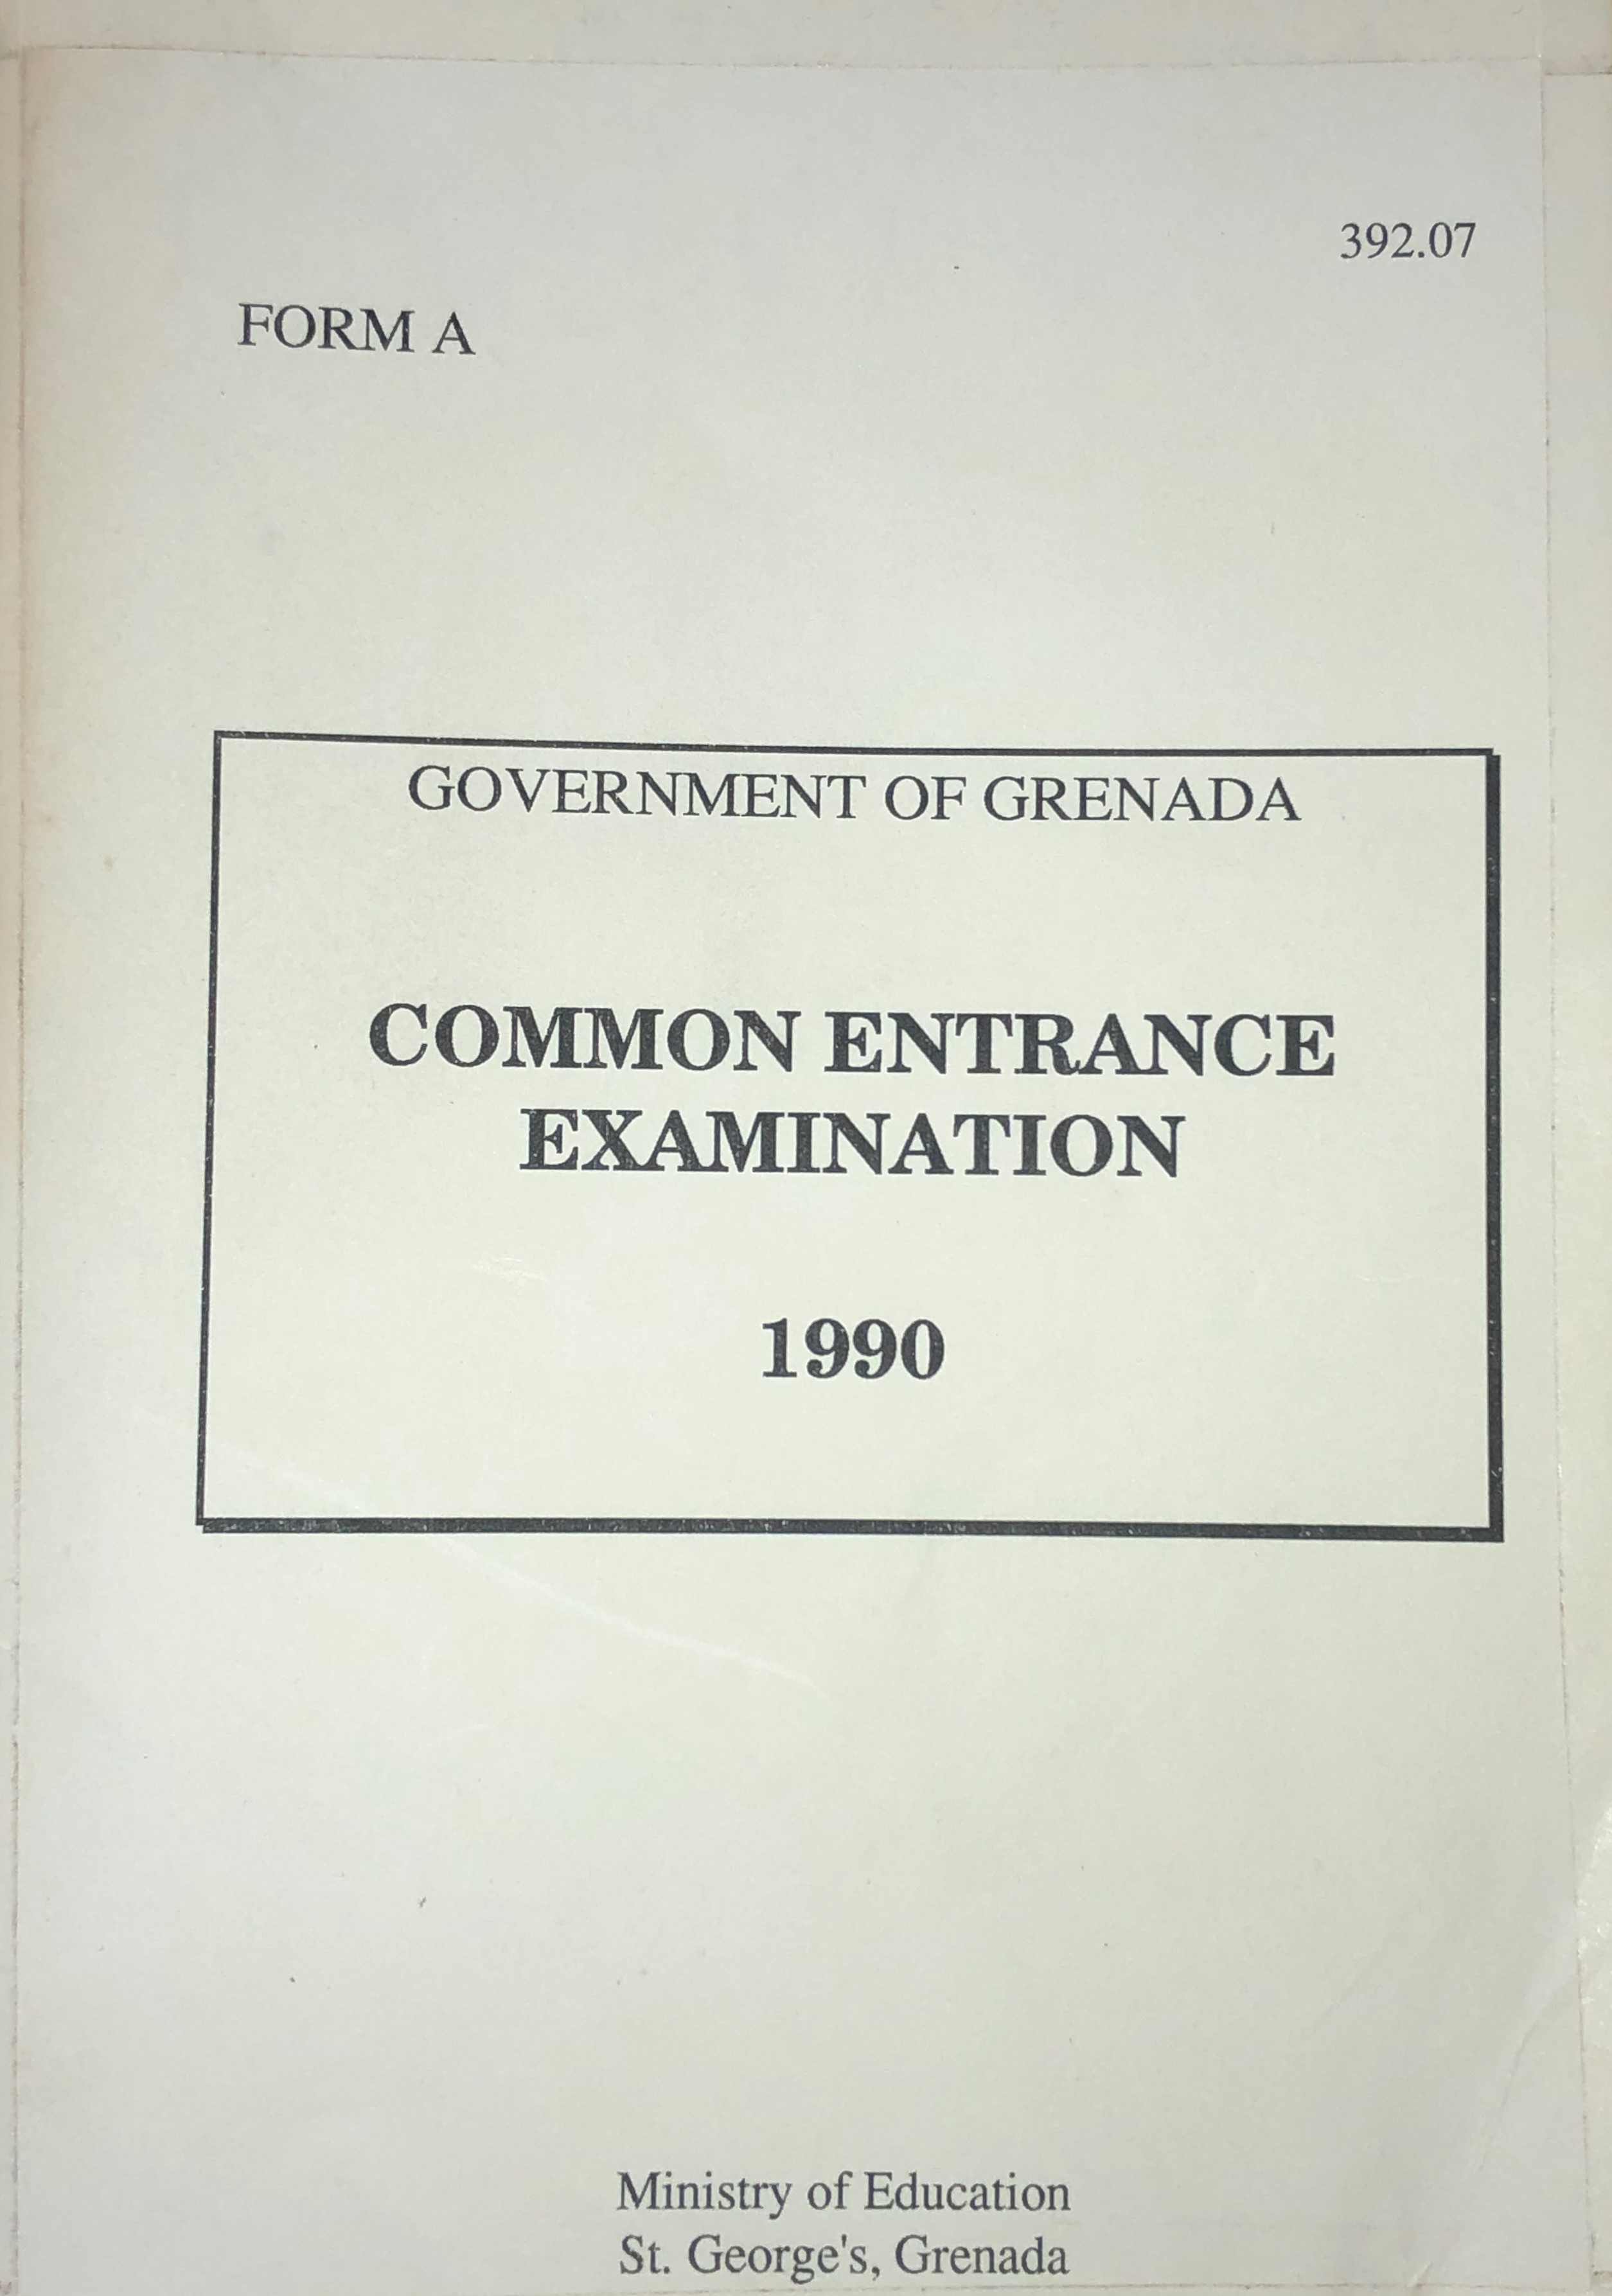 392.07
FORM A
GOVERNMENT OF GRENADA
COMMON ENTRANCE
EXAMINATION
1990
Ministry of Education
St. George's, Grenada